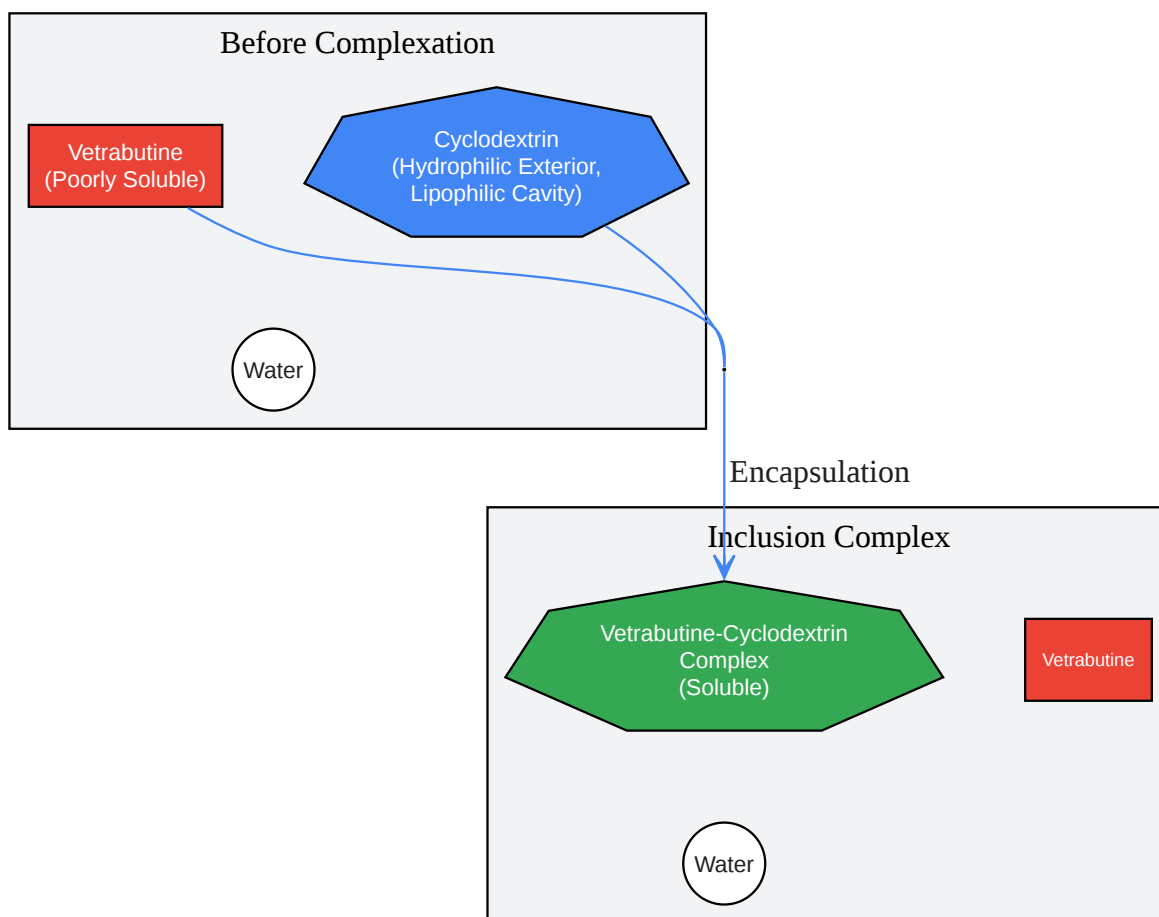 Before Complexation
Vetrabutine
(Poorly Soluble)
Cyclodextrin
(Hydrophilic Exterior,
Lipophilic Cavity)
Water
Encapsulation
Inclusion Complex
Vetrabutine-Cyclodextrin
Complex
(Soluble)
Vetrabutine
Water